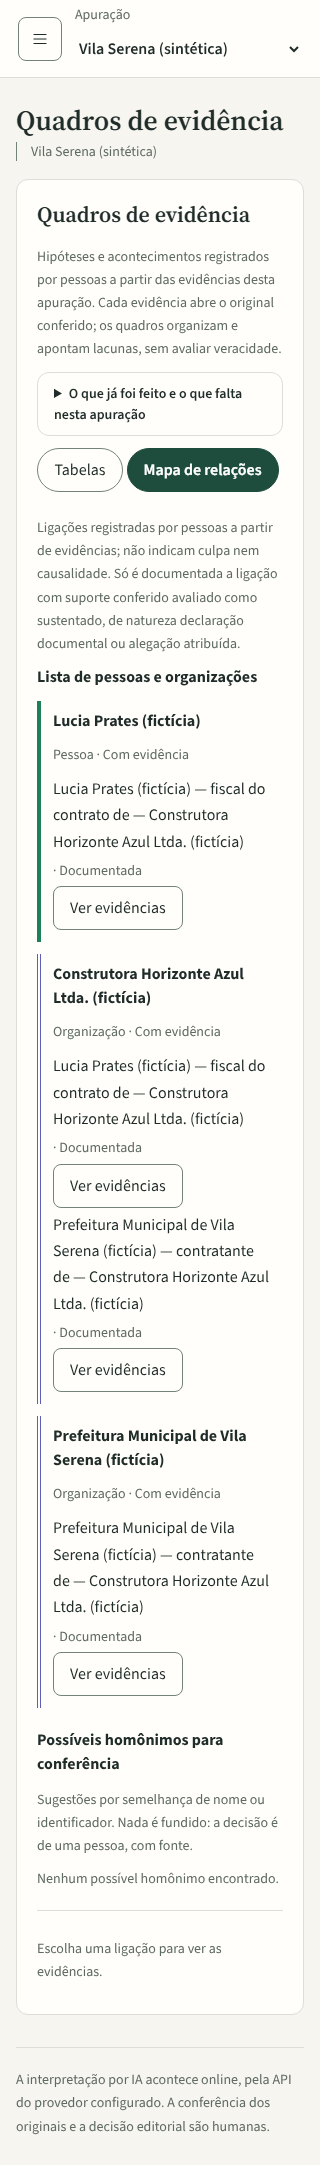 Apuração
Vila Serena (sintética)
Quadros de evidência
Vila Serena (sintética)
Quadros de evidência
Hipóteses e acontecimentos registrados
por pessoas a partir das evidências desta
apuração. Cada evidência abre o original
conferido; os quadros organizam e
apontam lacunas, sem avaliar veracidade.
▶ O que já foi feito e o que falta
nesta apuração
Tabelas
Mapa de relações
Ligações registradas por pessoas a partir
de evidências; não indicam culpa nem
causalidade. Só é documentada a ligação
com suporte conferido avaliado como
sustentado, de natureza declaração
documental ou alegação atribuída.
Lista de pessoas e organizações
Lucia Prates (fictícia)
Pessoa · Com evidência
Lucia Prates (fictícia) — fiscal do
contrato de — Construtora
Horizonte Azul Ltda. (fictícia)
· Documentada
Ver evidências
Construtora Horizonte Azul
Ltda. (fictícia)
Organização · Com evidência
Lucia Prates (fictícia) — fiscal do
contrato de — Construtora
Horizonte Azul Ltda. (fictícia)
· Documentada
Ver evidências
Prefeitura Municipal de Vila
Serena (fictícia) — contratante
de — Construtora Horizonte Azul
Ltda. (fictícia)
· Documentada
Ver evidências
Prefeitura Municipal de Vila
Serena (fictícia)
Organização · Com evidência
Prefeitura Municipal de Vila
Serena (fictícia) — contratante
de — Construtora Horizonte Azul
Ltda. (fictícia)
· Documentada
Ver evidências
Possíveis homônimos para
conferência
Sugestões por semelhança de nome ou
identificador. Nada é fundido: a decisão é
de uma pessoa, com fonte.
Nenhum possível homônimo encontrado.
Escolha uma ligação para ver as
evidências.
A interpretação por IA acontece online, pela API
do provedor configurado. A conferência dos
originais e a decisão editorial são humanas.